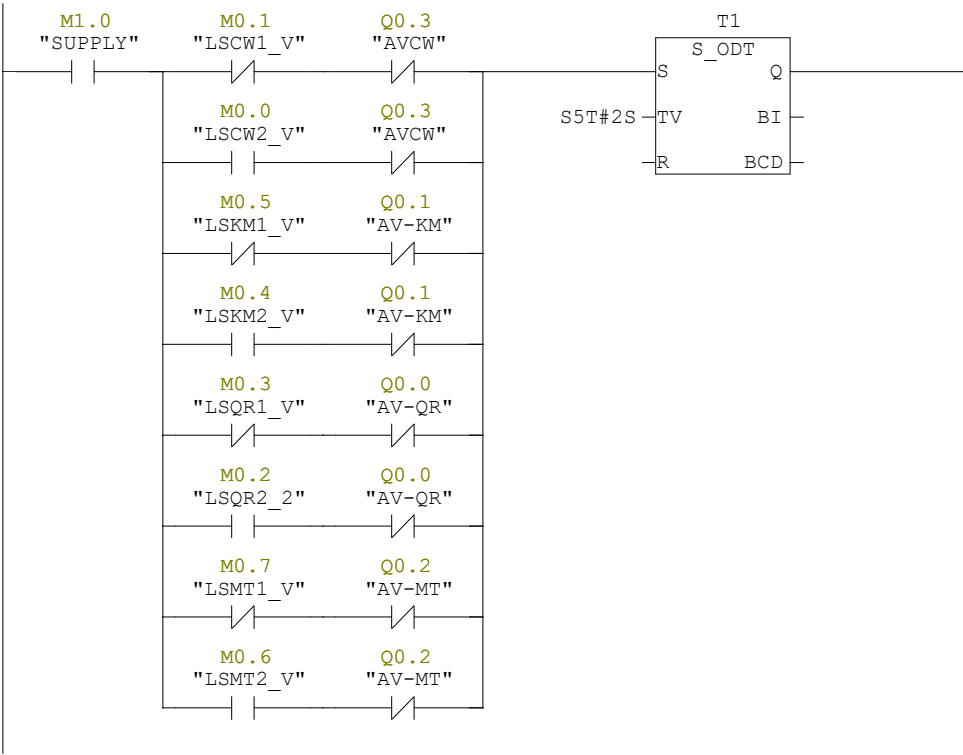 M1.0 M0.1 Q0.3 T1
"SUPPLY" "LSCW1_V" "AVCW" S_ODT
S Q
M0.0 Q0.3
"LSCW2_V" "AVCW" S5T#2S TV BI
R BCD
M0.5 Q0.1
"LSKM1_V" "AV-KM"
M0.4 Q0.1
"LSKM2_V" "AV-KM"
M0.3 Q0.0
"LSQR1_V" "AV-QR"
M0.2 Q0.0
"LSQR2_2" "AV-QR"
M0.7 Q0.2
"LSMT1_V" "AV-MT"
M0.6 Q0.2
"LSMT2_V" "AV-MT"